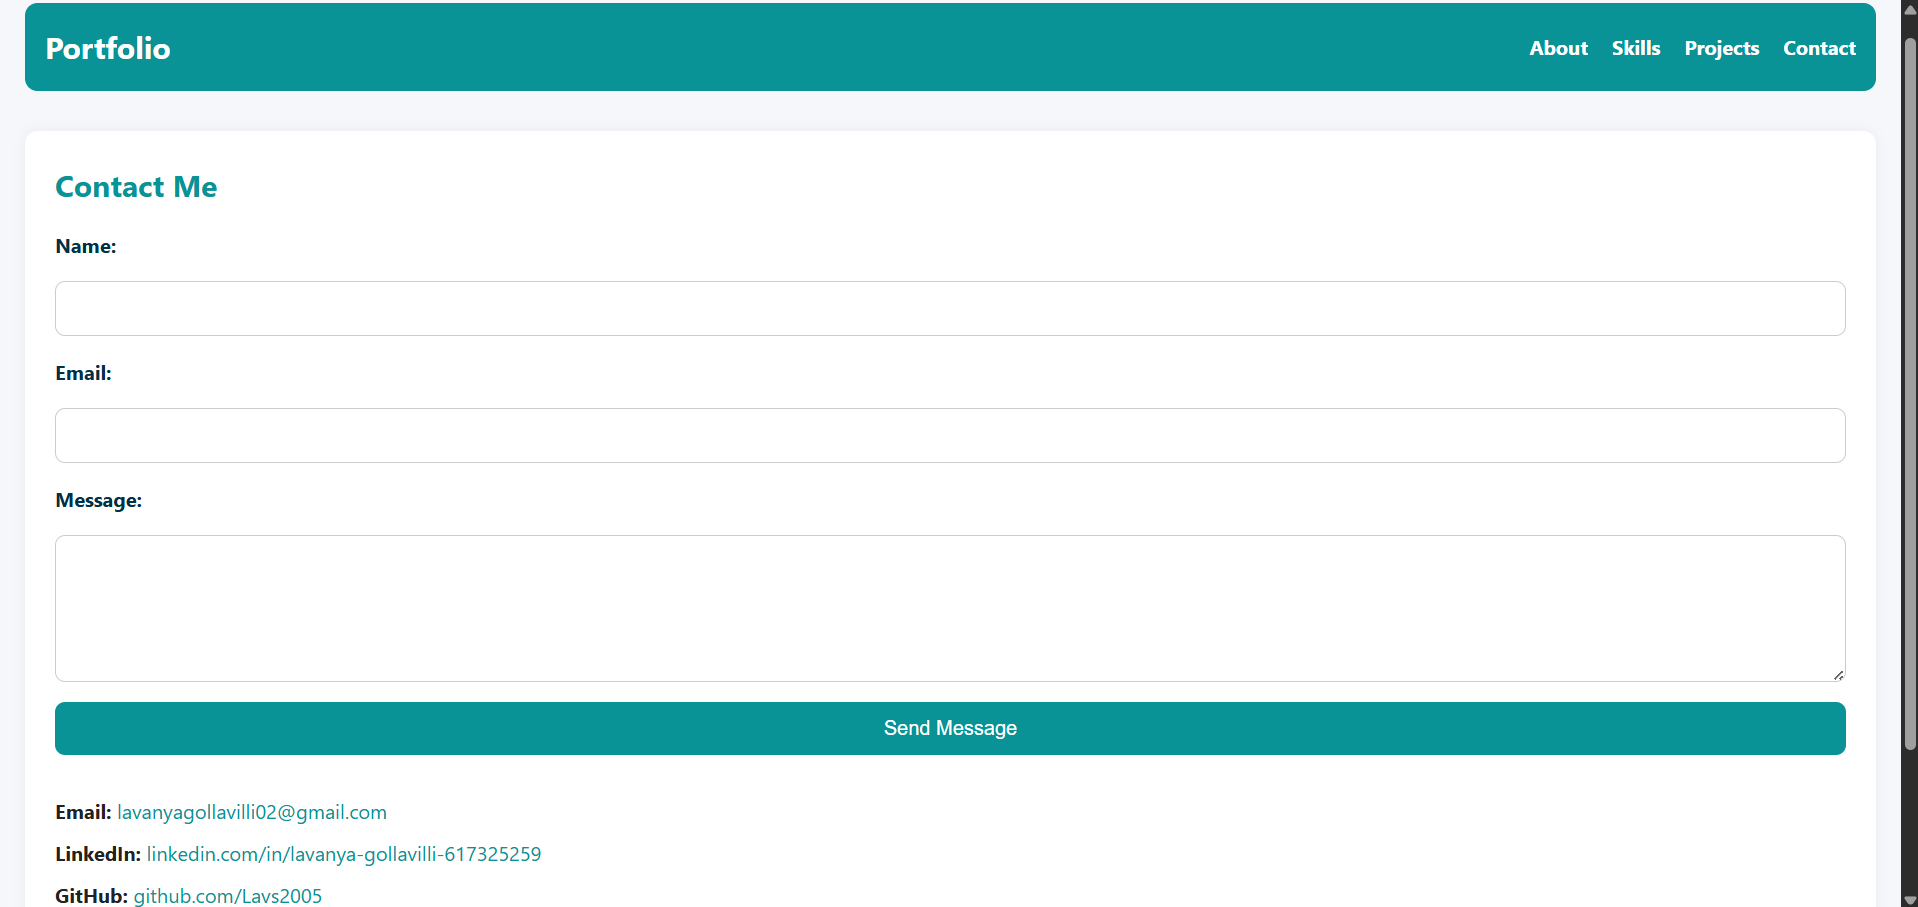 Portfolio
About Skills Projects Contact
Contact Me
Name:
Email:
Message:
Send Message
Email: lavanyagollavilli02@gmail.com
LinkedIn: linkedin.com/in/lavanya-gollavilli-617325259
GitHub: github.com/Lavs2005